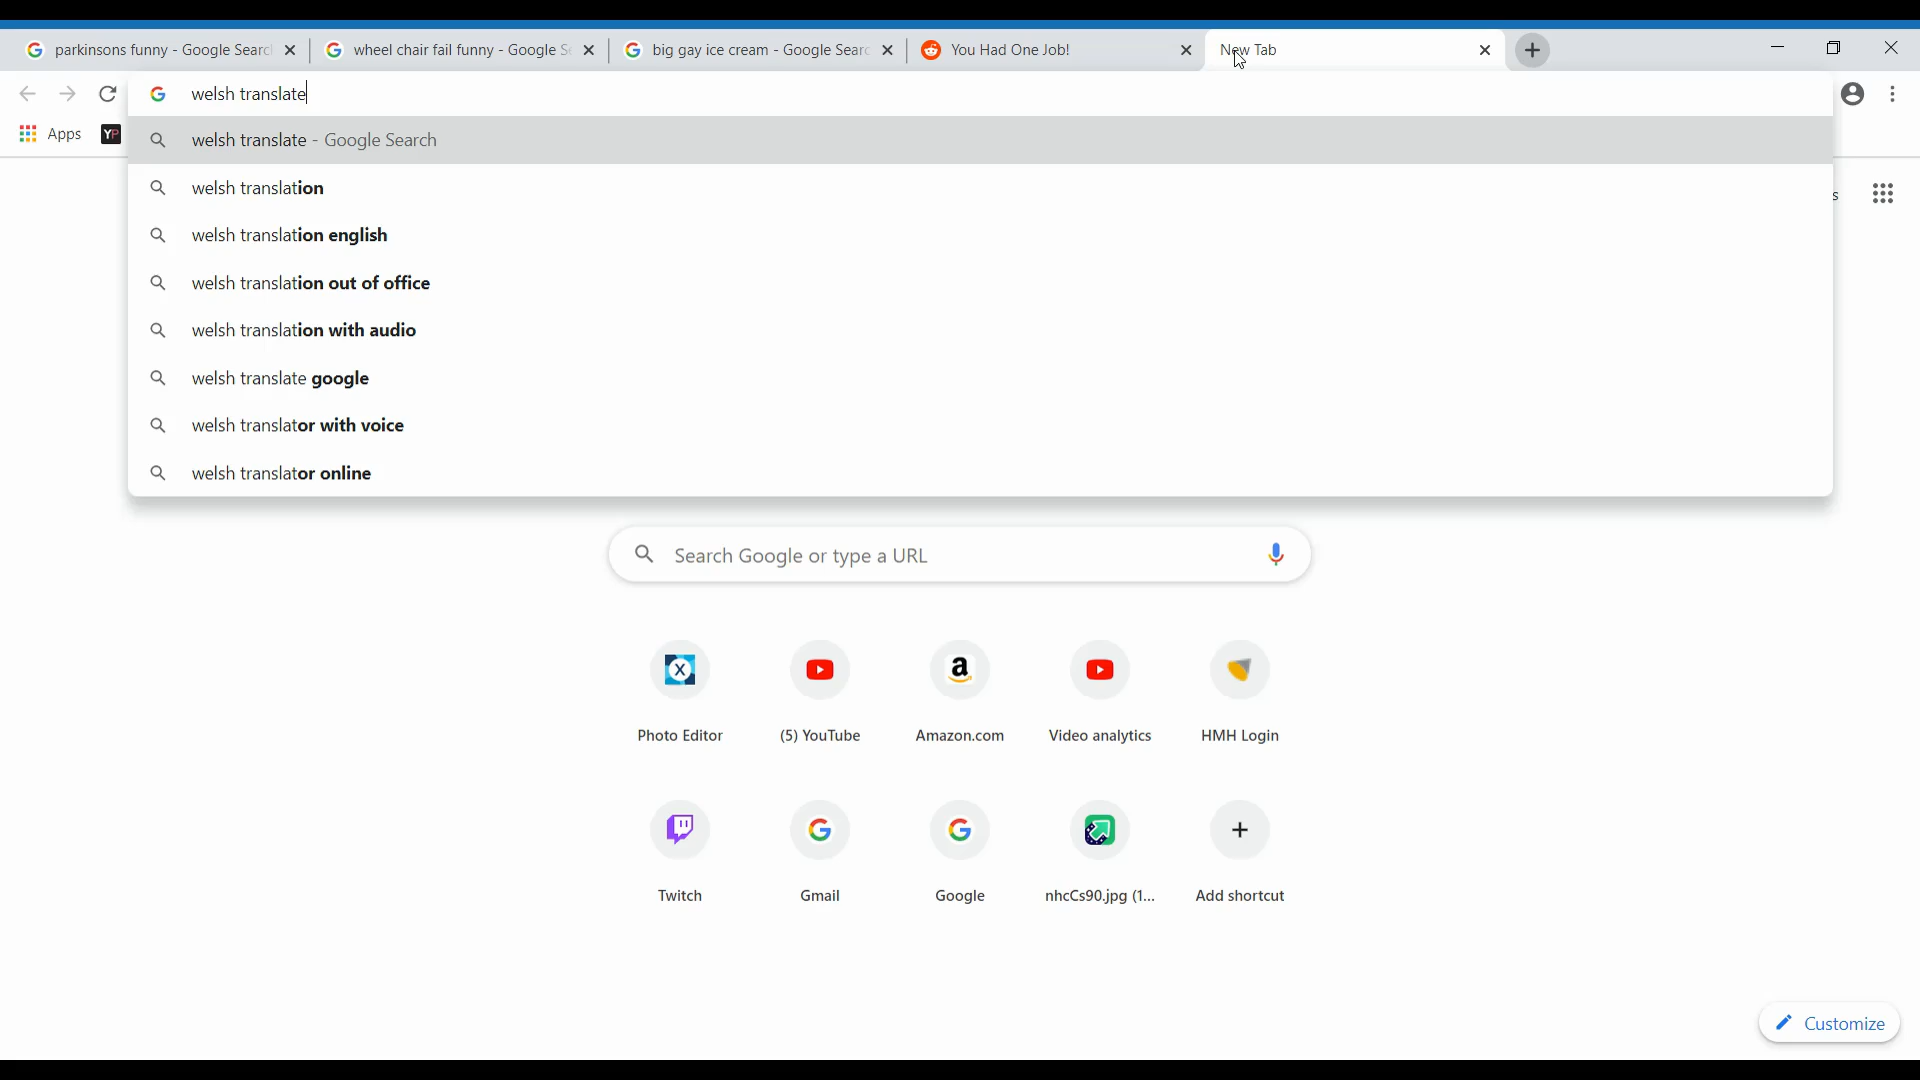 parkinsons funny - Google Searc
wheel chair fail funny - Google S
big gay ice cream - Google Searc
You Had One Job!
New Tab
welsh translate
Apps
YP
welsh translate - Google Search
welsh translation
welsh translation english
welsh translation out of office
welsh translation with audio
welsh translate google
welsh translator with voice
welsh translator online
s
Search Google or type a URL
Photo Editor
(5) YouTube
Amazon.com
Video analytics
HMH Login
Twitch
Gmail
Google
nhcCs90.jpg (1...
Add shortcut
Customize